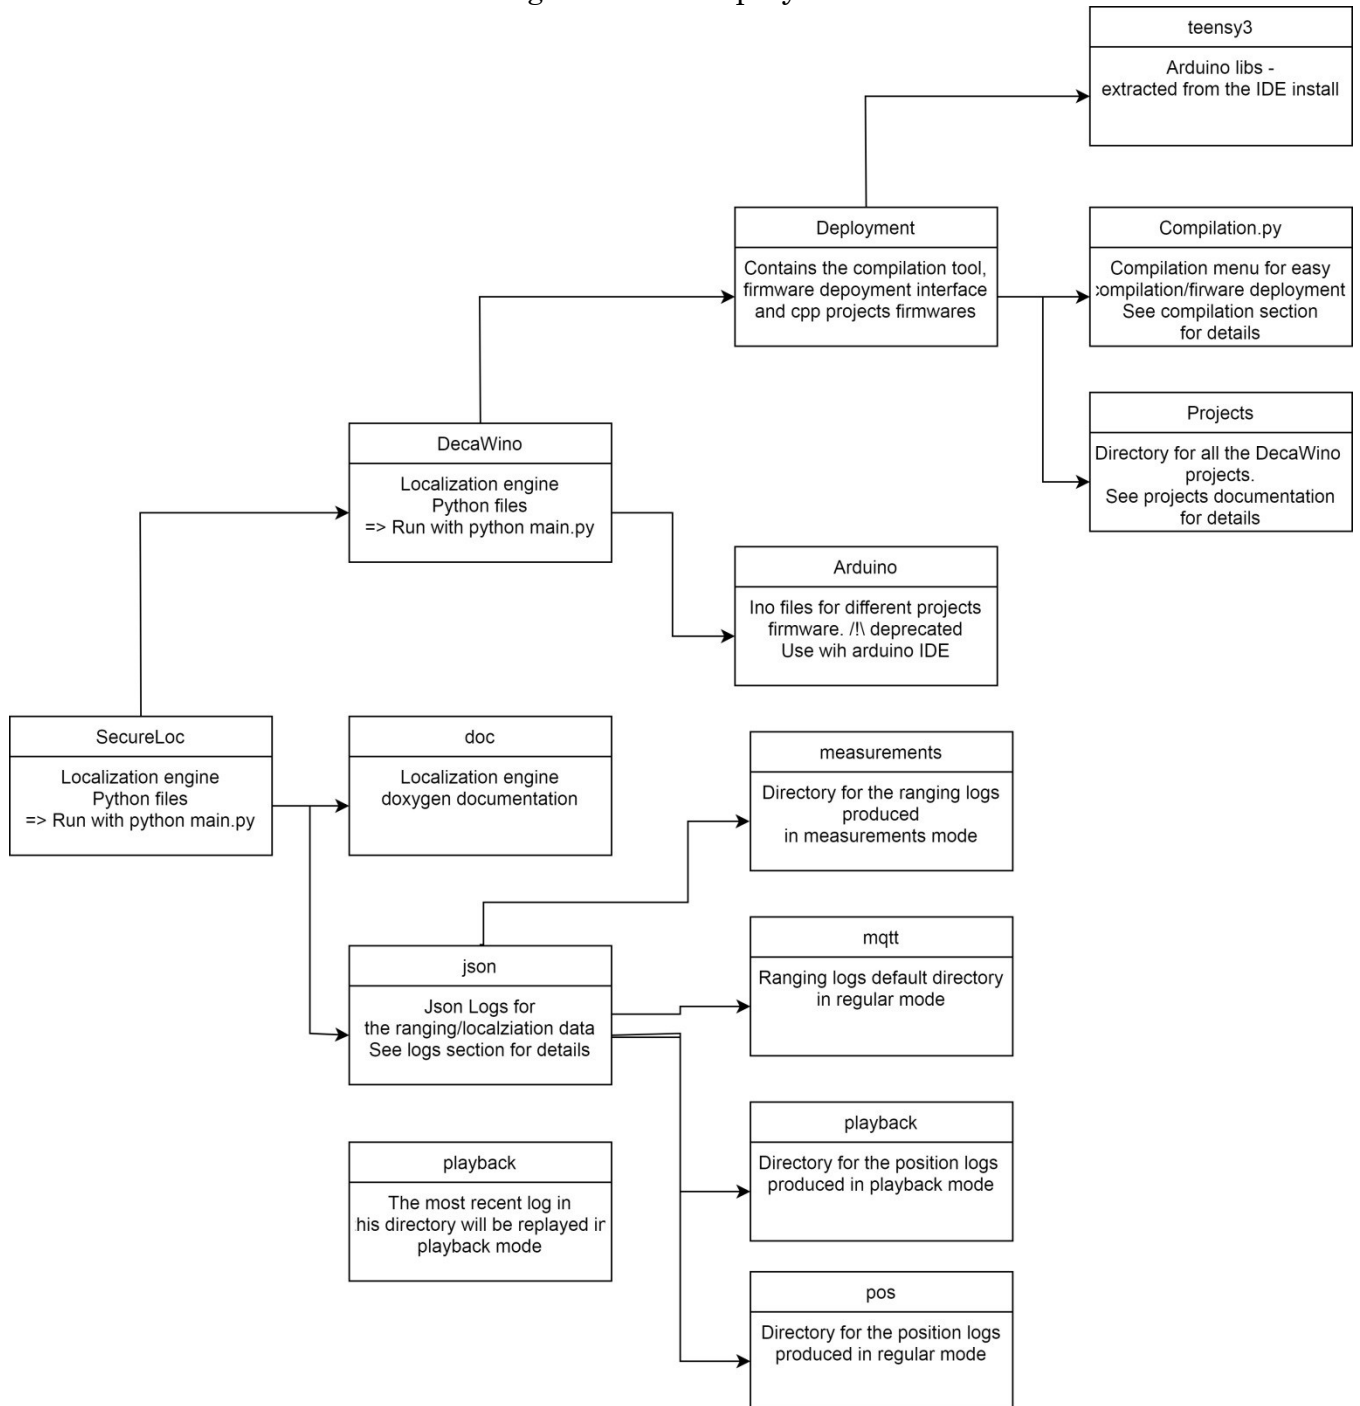 teensy3
Arduino libs -
extracted from the IDE install
Deployment
Contains the compilation tool,
firmware depoyment interface
and cpp projects firmwares
Compilation.py
Compilation menu for easy
compilation/firware deployment
See compilation section
for details
Projects
Directory for all the DecaWino
projects.
See projects documentation
for details
DecaWino
Localization engine
Python files
=> Run with python main.py
Arduino
Ino files for different projects
firmware. /!\ deprecated
Use wih arduino IDE
SecureLoc
Localization engine
Python files
=> Run with python main.py
doc
Localization engine
doxygen documentation
measurements
Directory for the ranging logs
produced
in measurements mode
json
Json Logs for
the ranging/localziation data
See logs section for details
mqtt
Ranging logs default directory
in regular mode
playback
Directory for the position logs
produced in playback mode
playback
The most recent log in
his directory will be replayed in
playback mode
pos
Directory for the position logs
produced in regular mode